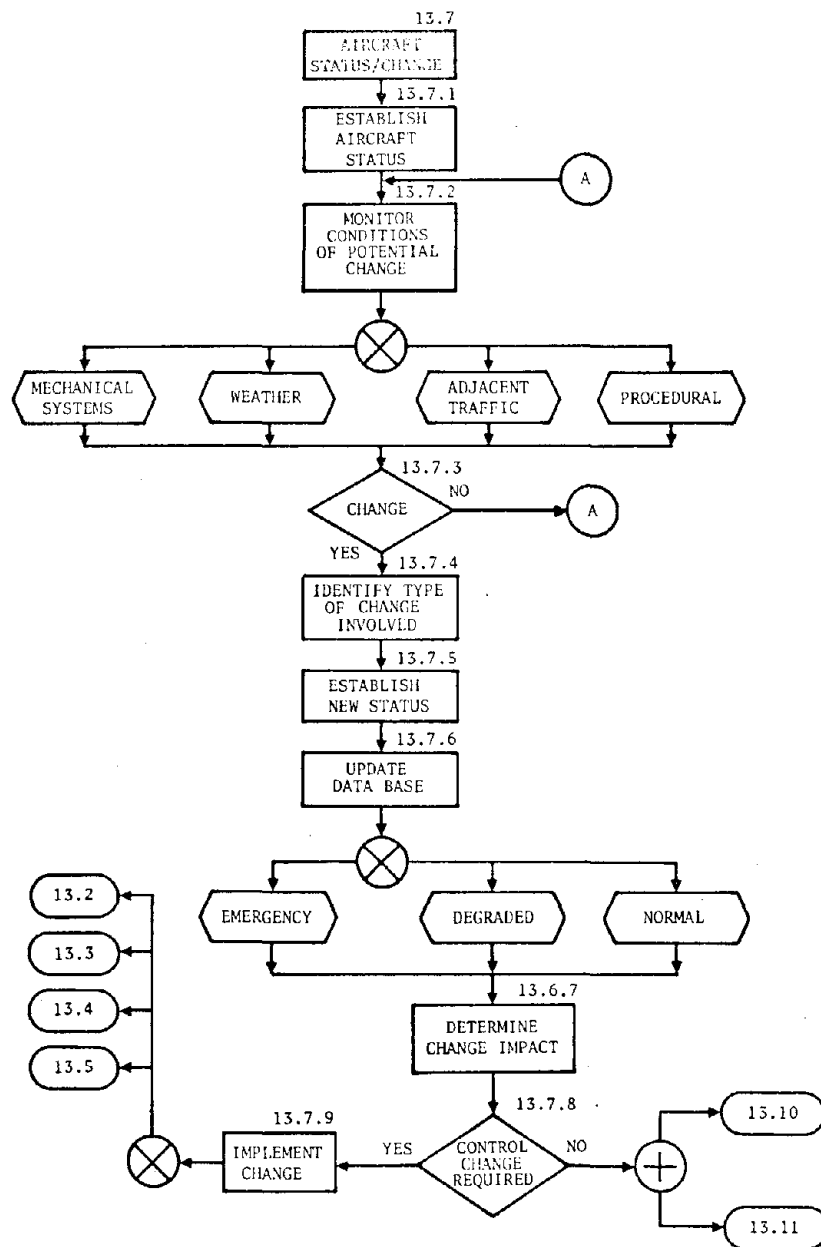 13.7
AIRCRAFT
STATUS/CHANGE
13.7.1
ESTABLISH
AIRCRAFT
STATUS
A
13.7.2
MONITOR
CONDITIONS
OF POTENTIAL
CHANGE
MECHANICAL
SYSTEMS
WEATHER
ADJACENT
TRAFFIC
PROCEDURAL
13.7.3
CHANGE
NO
A
YES
13.7.4
IDENTIFY TYPE
OF CHANGE
INVOLVED
13.7.5
ESTABLISH
NEW STATUS
13.7.6
UPDATE
DATA BASE
EMERGENCY
DEGRADED
NORMAL
13.2
13.3
13.4
13.5
13.6.7
DETERMINE
CHANGE IMPACT
13.7.8
CONTROL
CHANGE
REQUIRED
YES
NO
13.7.9
IMPLEMENT
CHANGE
13.10
13.11